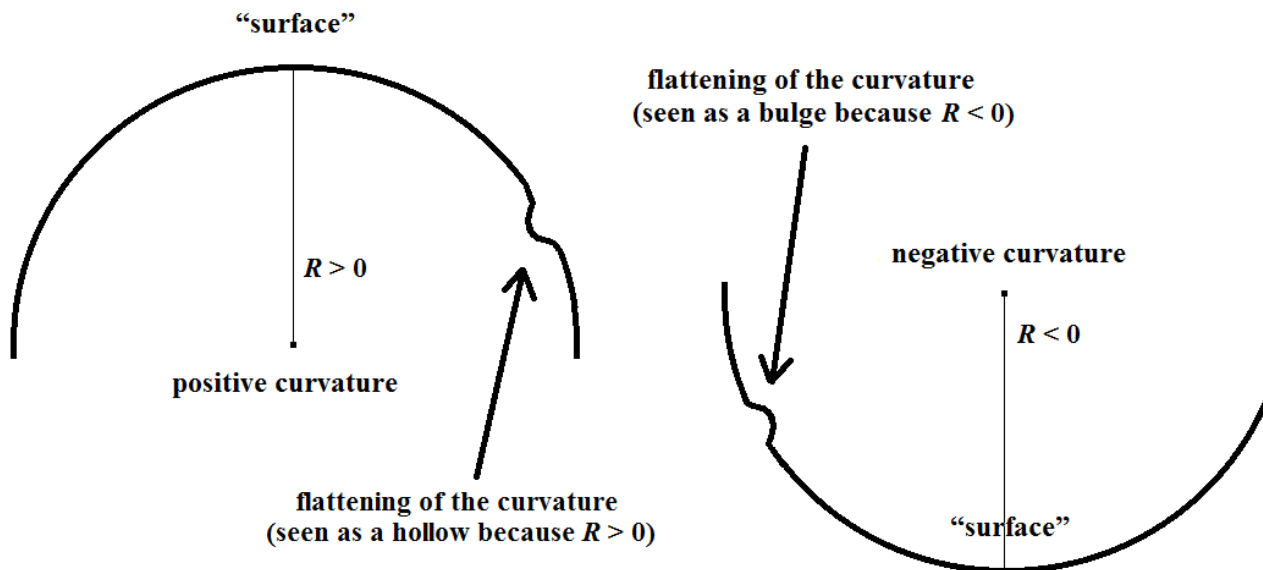 “surface”
R > 0
positive curvature
flattening of the curvature
(seen as a hollow because R > 0)
flattening of the curvature
(seen as a bulge because R < 0)
negative curvature
R < 0
“surface”